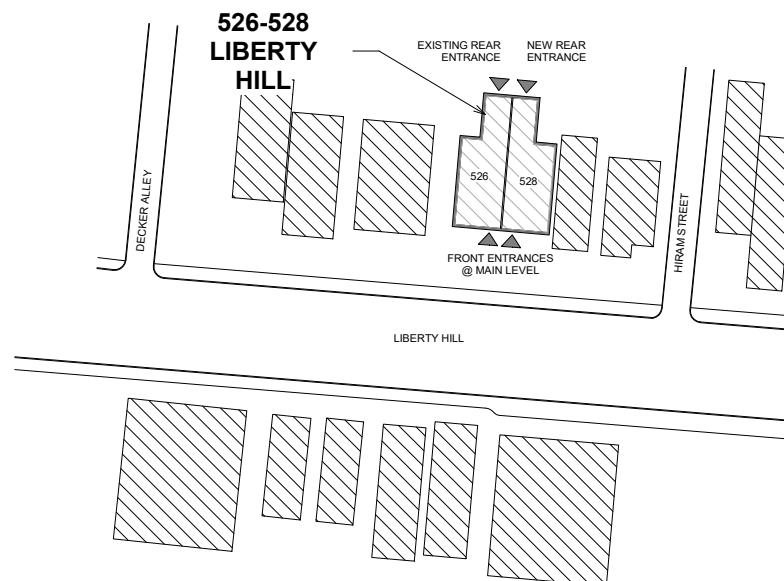 526-528
LIBERTY
HILL
EXISTING REAR
ENTRANCE
NEW REAR
ENTRANCE
DECKER ALLEY
526
528
HIRAM STREET
FRONT ENTRANCES
@ MAIN LEVEL
LIBERTY HILL